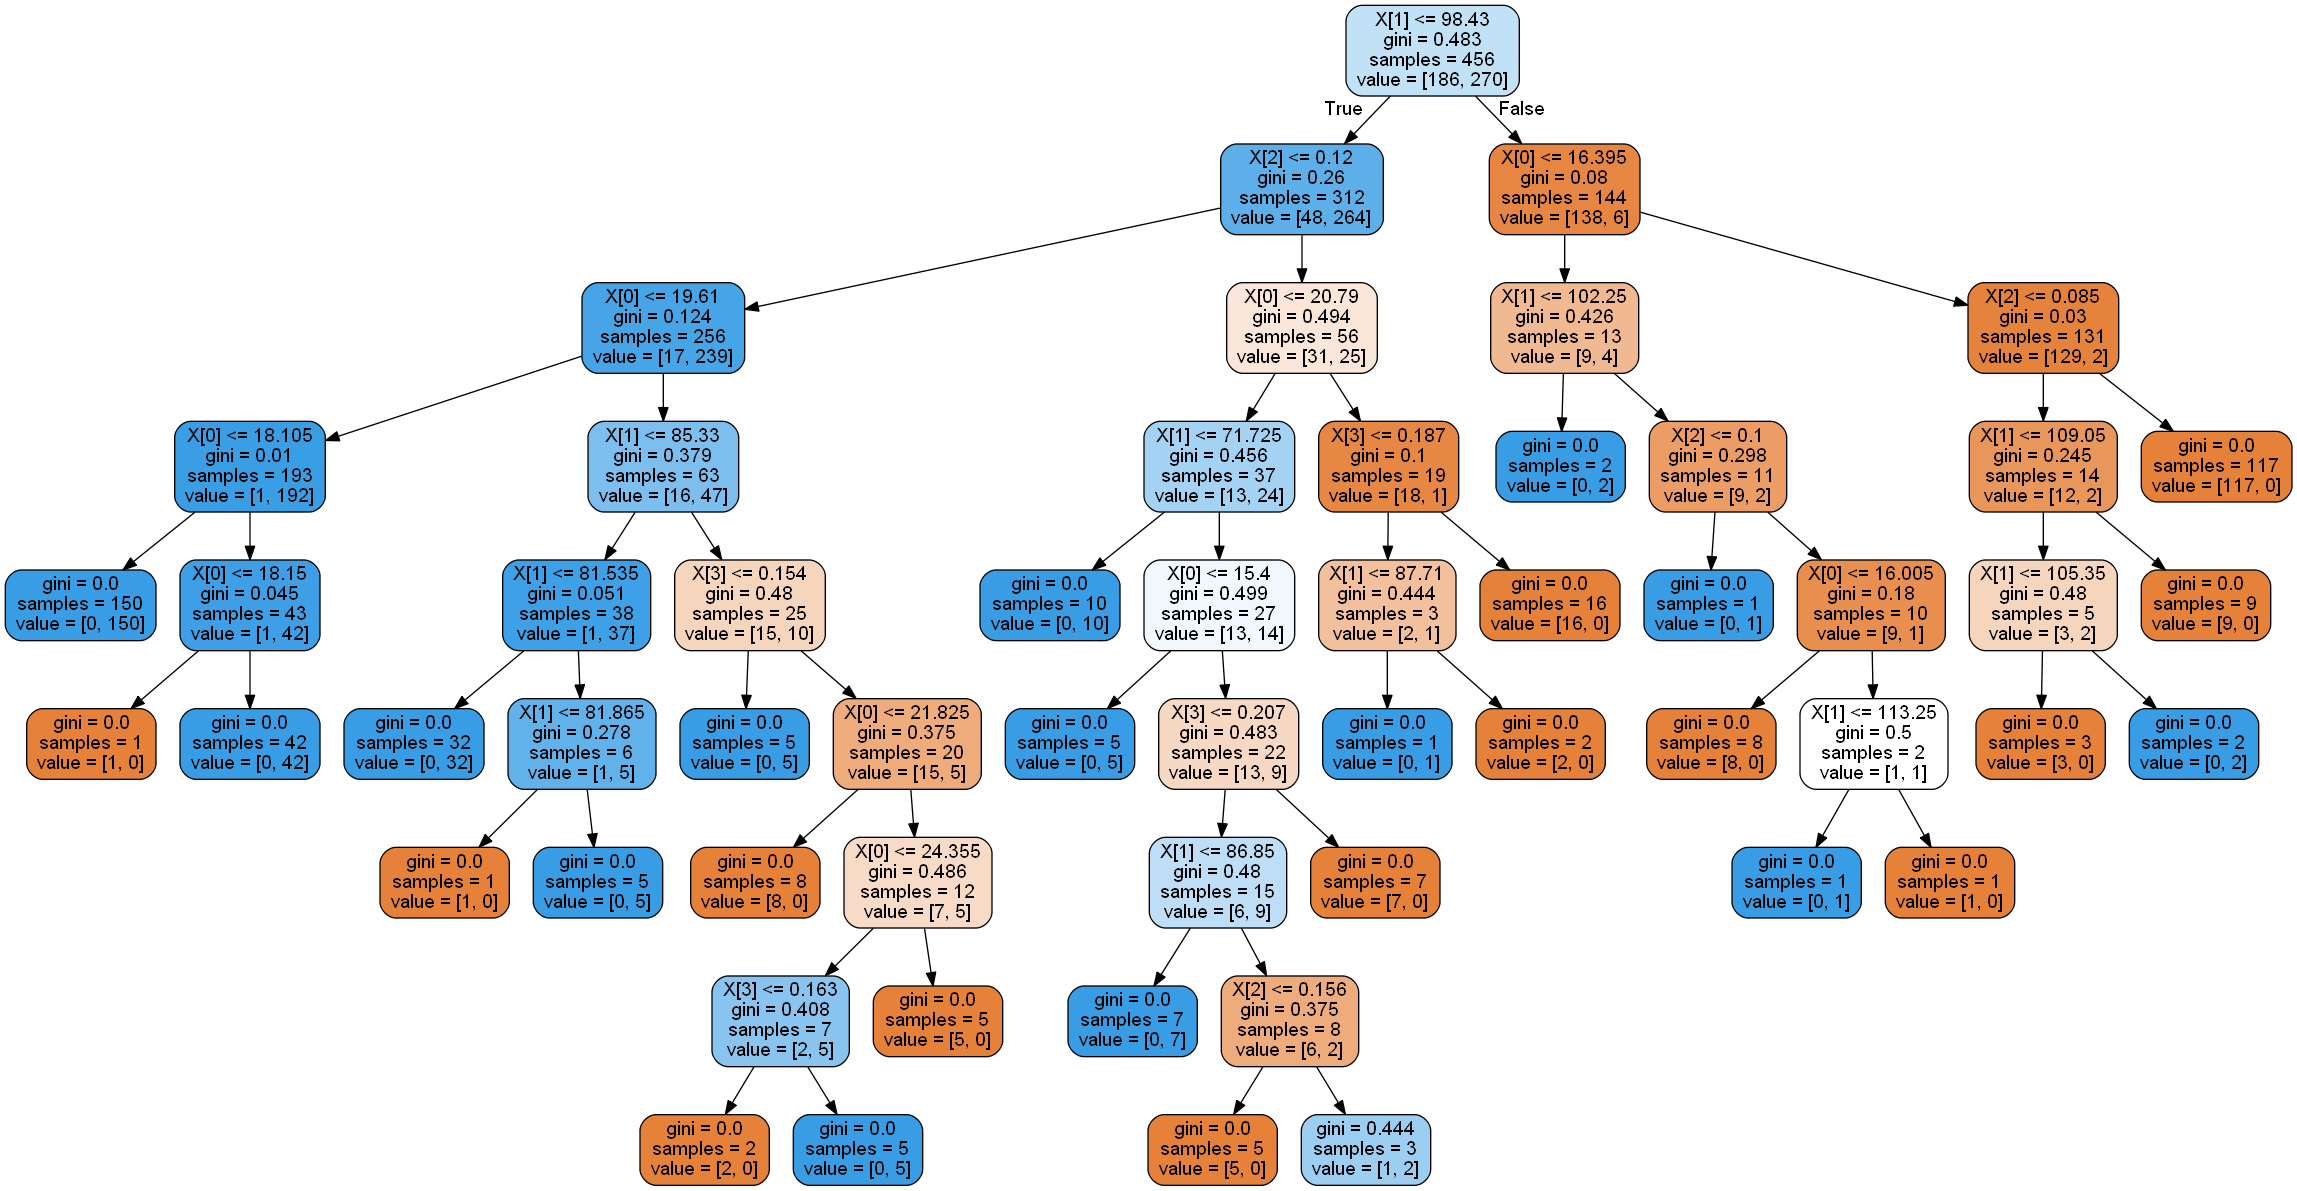 X[1] <= 98.43
gini = 0.483
samples = 456
value = [186, 270]
True
False
X[2] <= 0.12
gini = 0.26
samples = 312
value = [48, 264]
X[0] <= 16.395
gini = 0.08
samples = 144
value = [138, 6]
X[0] <= 19.61
gini = 0.124
samples = 256
value = [17, 239]
X[0] <= 20.79
gini = 0.494
samples = 56
value = [31, 25]
X[1] <= 102.25
gini = 0.426
samples = 13
value = [9, 4]
X[2] <= 0.085
gini = 0.03
samples = 131
value = [129, 2]
X[0] <= 18.105
gini = 0.01
samples = 193
value = [1, 192]
X[1] <= 85.33
gini = 0.379
samples = 63
value = [16, 47]
X[1] <= 71.725
gini = 0.456
samples = 37
value = [13, 24]
X[3] <= 0.187
gini = 0.1
samples = 19
value = [18, 1]
gini = 0.0
samples = 2
value = [0, 2]
X[2] <= 0.1
gini = 0.298
samples = 11
value = [9, 2]
X[1] <= 109.05
gini = 0.245
samples = 14
value = [12, 2]
gini = 0.0
samples = 117
value = [117, 0]
gini = 0.0
samples = 150
value = [0, 150]
X[0] <= 18.15
gini = 0.045
samples = 43
value = [1, 42]
X[1] <= 81.535
gini = 0.051
samples = 38
value = [1, 37]
X[3] <= 0.154
gini = 0.48
samples = 25
value = [15, 10]
gini = 0.0
samples = 10
value = [0, 10]
X[0] <= 15.4
gini = 0.499
samples = 27
value = [13, 14]
X[1] <= 87.71
gini = 0.444
samples = 3
value = [2, 1]
gini = 0.0
samples = 16
value = [16, 0]
gini = 0.0
samples = 1
value = [0, 1]
X[0] <= 16.005
gini = 0.18
samples = 10
value = [9, 1]
X[1] <= 105.35
gini = 0.48
samples = 5
value = [3, 2]
gini = 0.0
samples = 9
value = [9, 0]
gini = 0.0
samples = 1
value = [1, 0]
gini = 0.0
samples = 42
value = [0, 42]
gini = 0.0
samples = 32
value = [0, 32]
X[1] <= 81.865
gini = 0.278
samples = 6
value = [1, 5]
gini = 0.0
samples = 5
value = [0, 5]
X[0] <= 21.825
gini = 0.375
samples = 20
value = [15, 5]
gini = 0.0
samples = 5
value = [0, 5]
X[3] <= 0.207
gini = 0.483
samples = 22
value = [13, 9]
gini = 0.0
samples = 1
value = [0, 1]
gini = 0.0
samples = 2
value = [2, 0]
gini = 0.0
samples = 8
value = [8, 0]
X[1] <= 113.25
gini = 0.5
samples = 2
value = [1, 1]
gini = 0.0
samples = 3
value = [3, 0]
gini = 0.0
samples = 2
value = [0, 2]
gini = 0.0
samples = 1
value = [1, 0]
gini = 0.0
samples = 5
value = [0, 5]
gini = 0.0
samples = 8
value = [8, 0]
X[0] <= 24.355
gini = 0.486
samples = 12
value = [7, 5]
X[1] <= 86.85
gini = 0.48
samples = 15
value = [6, 9]
gini = 0.0
samples = 7
value = [7, 0]
gini = 0.0
samples = 1
value = [0, 1]
gini = 0.0
samples = 1
value = [1, 0]
X[3] <= 0.163
gini = 0.408
samples = 7
value = [2, 5]
gini = 0.0
samples = 5
value = [5, 0]
gini = 0.0
samples = 7
value = [0, 7]
X[2] <= 0.156
gini = 0.375
samples = 8
value = [6, 2]
gini = 0.0
samples = 2
value = [2, 0]
gini = 0.0
samples = 5
value = [0, 5]
gini = 0.0
samples = 5
value = [5, 0]
gini = 0.444
samples = 3
value = [1, 2]